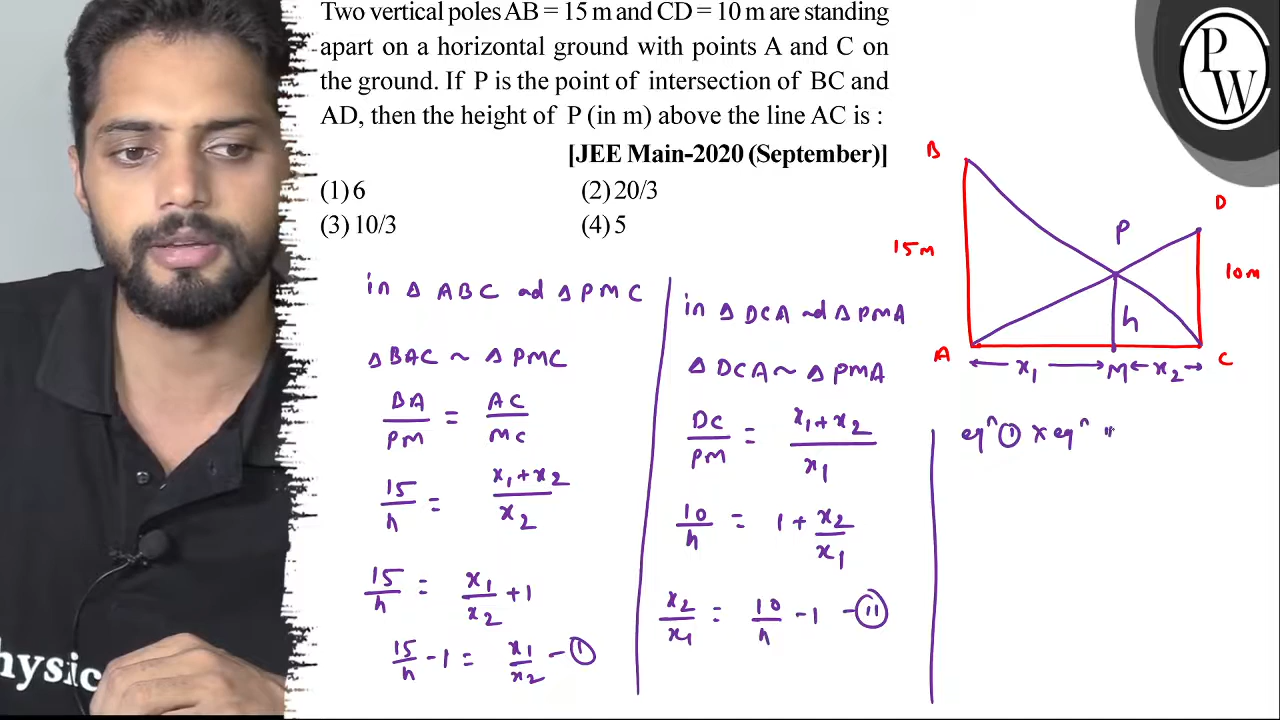 Two vertical poles AB = 15 m and CD = 10 m are standing
apart on a horizontal ground with points A and C on
the ground. If P is the point of intersection of BC and
AD, then the height of P (in m) above the line AC is :
[JEE Main-2020 (September)]
(1) 6 (2) 20/3
(3) 10/3 (4) 5
PW
B
D
P
15m
10m
h
A M C
x₁ x₂
in Δ ABC ad Δ PMC
Δ BAC ~ Δ PMC
BA/PM = AC/MC
15/h = x₁+x₂/x₂
15/h = x₁/x₂ + 1
15/h - 1 = x₁/x₂ - ①
in Δ DCA ad Δ PMA
Δ DCA ~ Δ PMA
DC/PM = x₁+x₂/x₁
10/h = 1 + x₂/x₁
x₂/x₁ = 10/h - 1 - ⑪
eqⁿ ① × eqⁿ
hysic